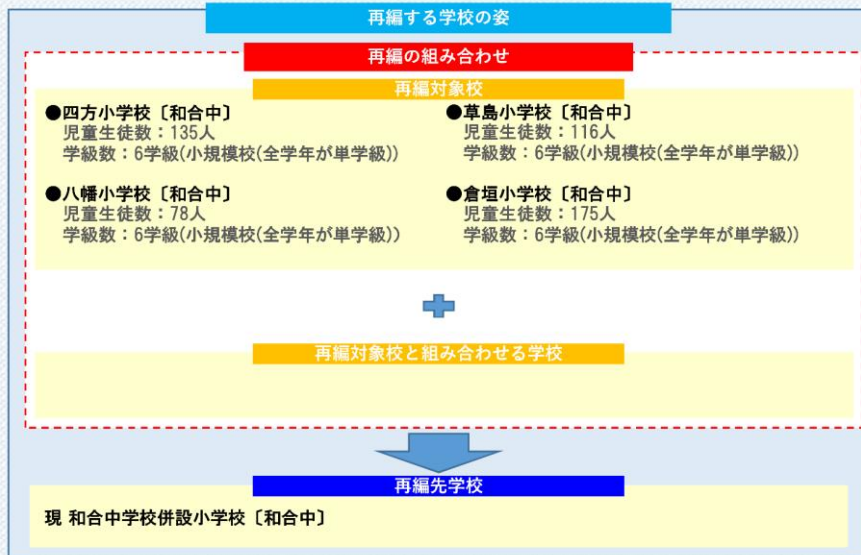 再編する学校の姿
再編の組み合わせ
再編対象校
●四方小学校〔和合中〕
児童生徒数：135人
学級数：6学級(小規模校(全学年が単学級))
●草島小学校〔和合中〕
児童生徒数：116人
学級数：6学級(小規模校(全学年が単学級))
●八幡小学校〔和合中〕
児童生徒数：78人
学級数：6学級(小規模校(全学年が単学級))
●倉垣小学校〔和合中〕
児童生徒数：175人
学級数：6学級(小規模校(全学年が単学級))
再編対象校と組み合わせる学校
再編先学校
現 和合中学校併設小学校〔和合中〕